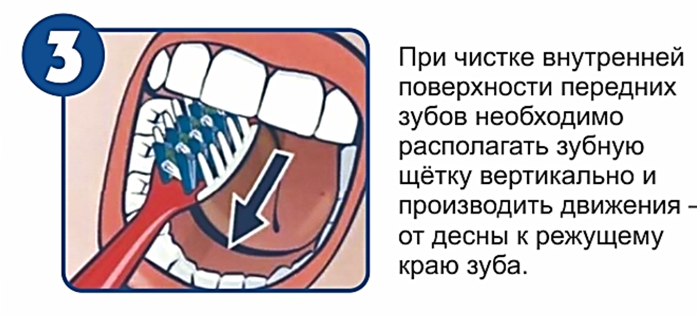 3
При чистке внутренней
поверхности передних
зубов необходимо
располагать зубную
щётку вертикально и
производить движения –
от десны к режущему
краю зуба.